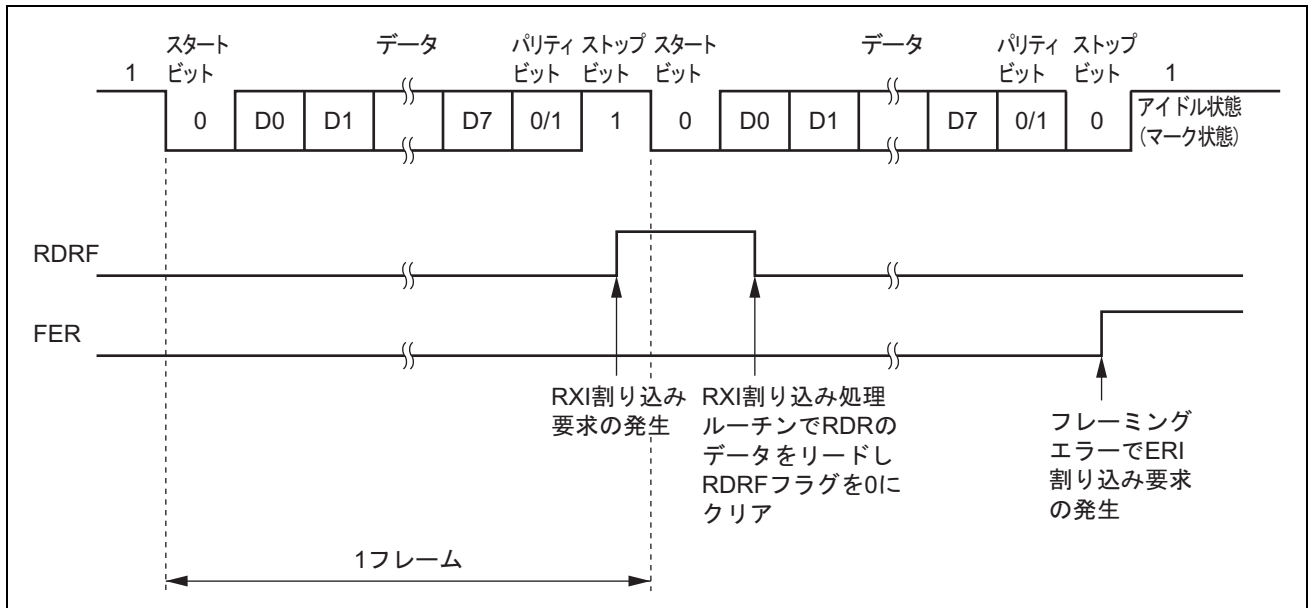 スタート データ パリティ ストップ スタート データ パリティ ストップ
1 ビット ビット ビット ビット ビット ビット 1
0 D0 D1 D7 0/1 1 0 D0 D1 D7 0/1 0 アイドル状態
(マーク状態)
RDRF
FER
RXI割り込み
要求の発生
RXI割り込み処理
ルーチンでRDRの
データをリードし
RDRFフラグを0に
クリア
フレーミング
エラーでERI
割り込み要求
の発生
1フレーム